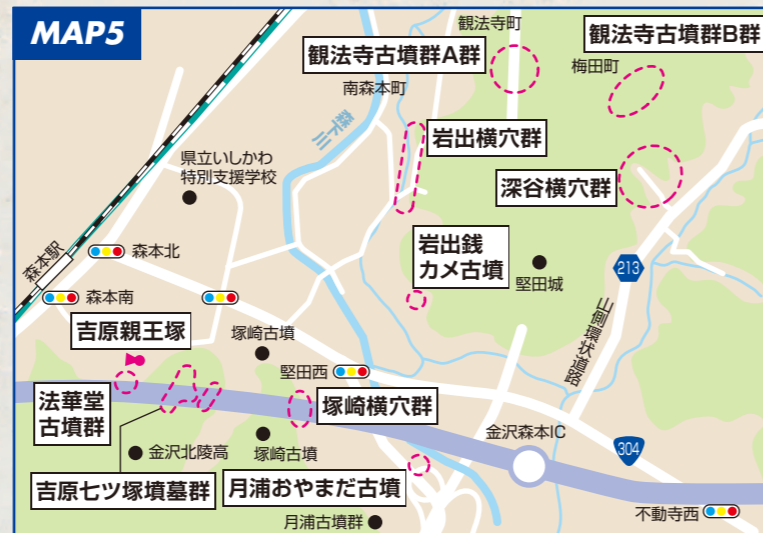 MAP5
観法寺町
観法寺古墳群A群
観法寺古墳群B群
南森本町
梅田町
森下川
岩出横穴群
県立いしかわ
特別支援学校
深谷横穴群
岩出銭
カメ古墳
堅田城
213
山側環状道路
森本駅
森本北
森本南
吉原親王塚
塚崎古墳
堅田西
法華堂
古墳群
塚崎横穴群
金沢森本IC
304
金沢北陵高
塚崎古墳
吉原七ツ塚墳墓群
月浦おやまだ古墳
月浦古墳群
不動寺西